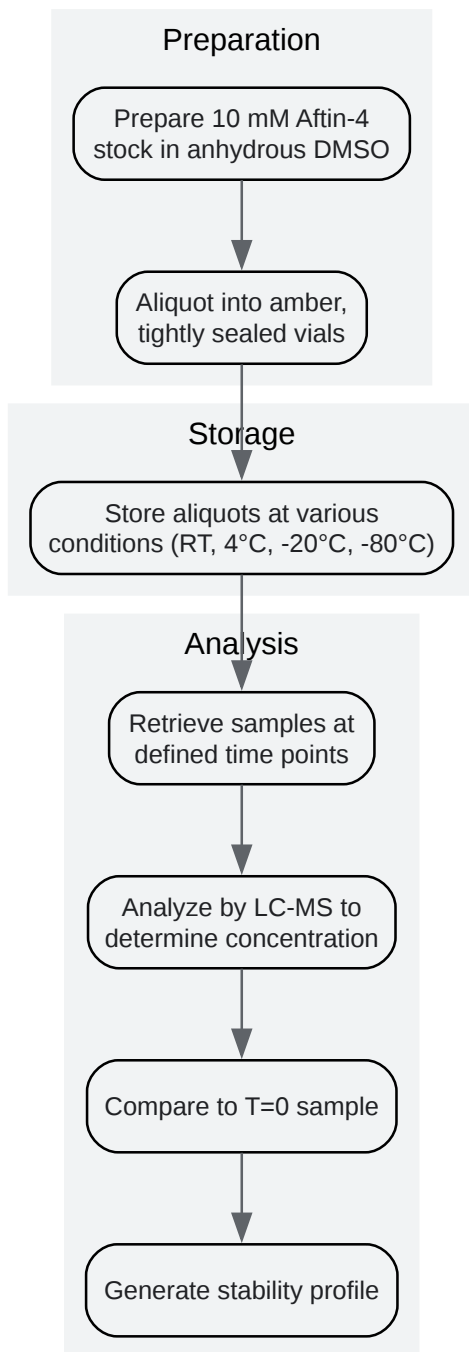 Preparation
Prepare 10 mM Aftin-4
stock in anhydrous DMSO
Aliquot into amber,
tightly sealed vials
Storage
Store aliquots at various
conditions (RT, 4°C, -20°C, -80°C)
Analysis
Retrieve samples at
defined time points
Analyze by LC-MS to
determine concentration
Compare to T=0 sample
Generate stability profile